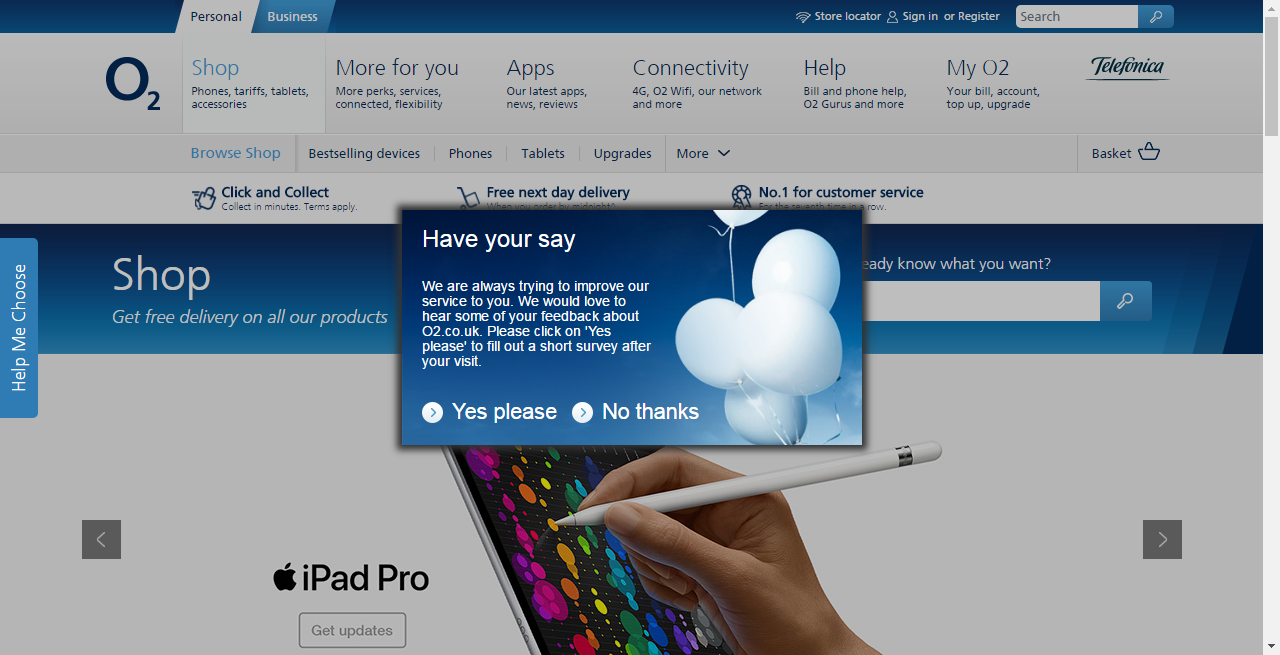 Personal
Business
Store locator
Sign in or Register
Search
O2
Shop
Phones, tariffs, tablets,
accessories
More for you
More perks, services,
connected, flexibility
Apps
Our latest apps,
news, reviews
Connectivity
4G, O2 Wifi, our network
and more
Help
Bill and phone help,
O2 Gurus and more
My O2
Your bill, account,
top up, upgrade
Telefónica
Browse Shop
Bestselling devices
Phones
Tablets
Upgrades
More
Basket
Click and Collect
Collect in minutes. Terms apply.
Free next day delivery
When you order by midnight^
No.1 for customer service
For the seventh time in a row.
Help Me Choose
Shop
Get free delivery on all our products
know what you want?
Have your say
We are always trying to improve our
service to you. We would love to
hear some of your feedback about
O2.co.uk. Please click on 'Yes
please' to fill out a short survey after
your visit.
Yes please
No thanks
iPad Pro
Get updates